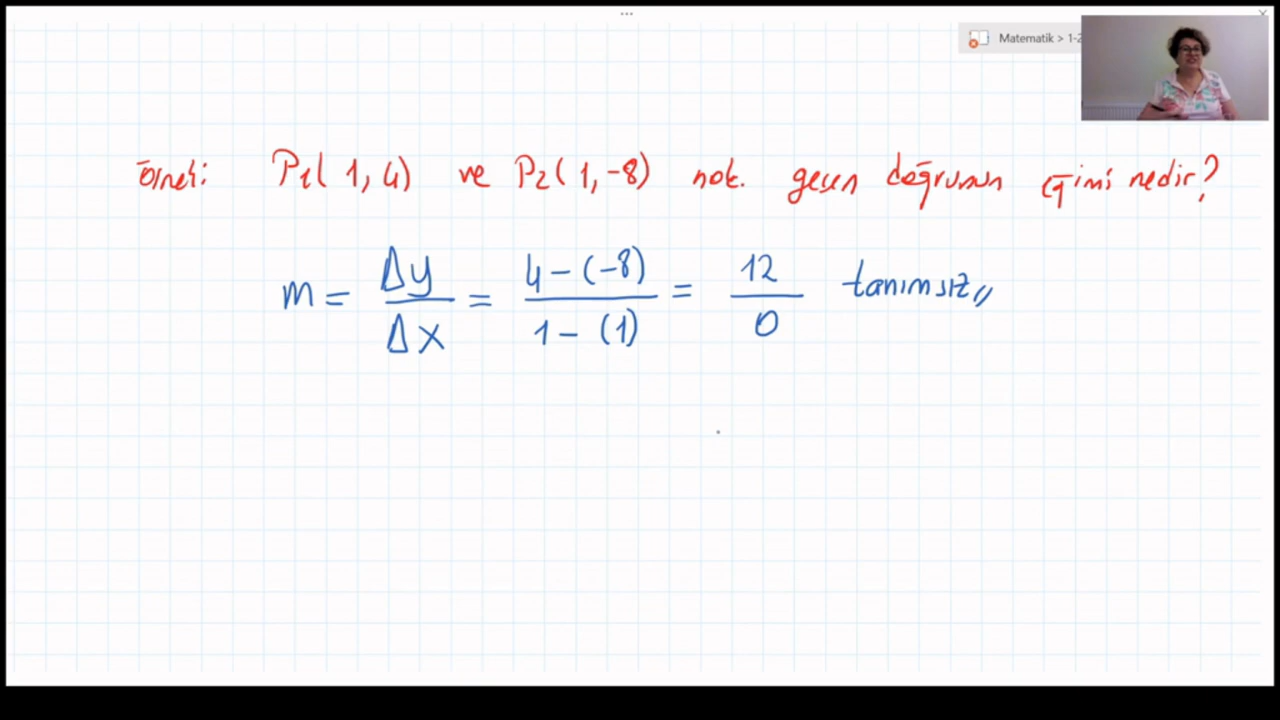 Matematik > 1-2
örnek: P₁( 1, 4) ve P₂( 1, -8) nok. geçen doğrunun eğimi nedir?
m = Δy / Δx = 4 - (-8) / 1 - (1) = 12 / 0 tanımsız,,